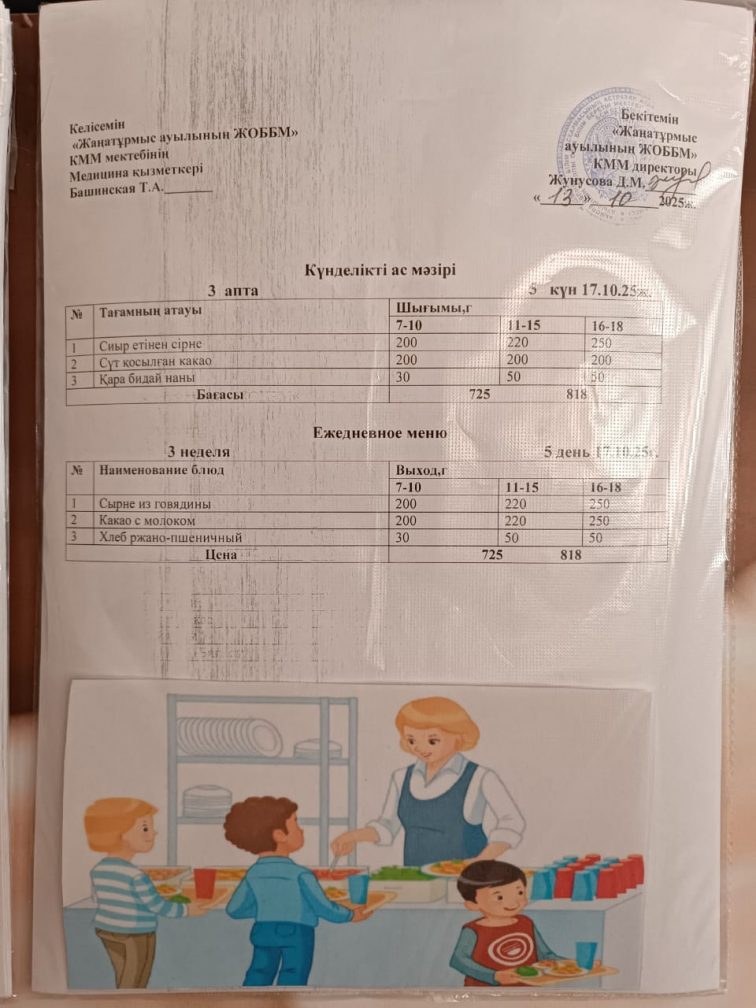 Келісемін
«Жаңатұрмыс ауылының ЖОББМ»
КММ мектебінің
Медицина қызметкері
Башинская Т.А.
Бекітемін
«Жаңатұрмыс
ауылының ЖОББМ»
КММ директоры
Жунусова Д.М.
« 13 » 10 2025ж.
Күнделікті ас мәзірі
3 апта 5 күн 17.10.25ж.
№ Тағамның атауы Шығымы,г
7-10 11-15 16-18
1 Сиыр етінен сірне 200 220 250
2 Сүт қосылған какао 200 200 200
3 Қара бидай наны 30 50 50
Бағасы 725 818
Ежедневное меню
3 неделя 5 день 17.10.25г.
№ Наименование блюд Выход,г
7-10 11-15 16-18
1 Сырне из говядины 200 220 250
2 Какао с молоком 200 220 250
3 Хлеб ржано-пшеничный 30 50 50
Цена 725 818